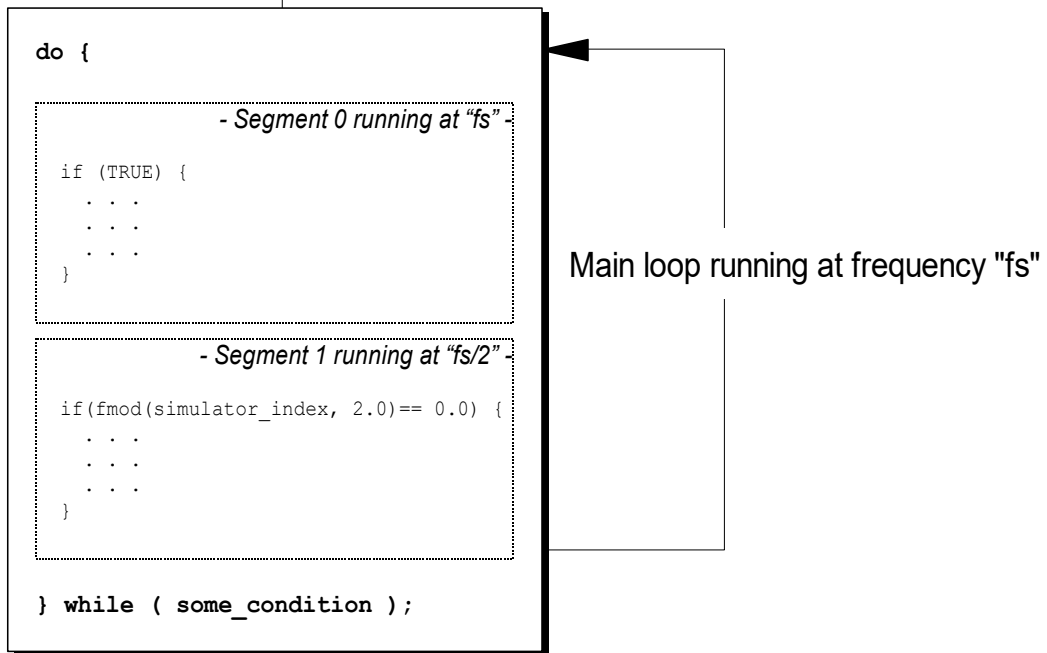 do {
- Segment 0 running at “fs” -
if (TRUE) {
. . .
. . .
. . .
}
Main loop running at frequency "fs"
- Segment 1 running at “fs/2” -
if(fmod(simulator_index, 2.0)== 0.0) {
. . .
. . .
. . .
}
} while ( some_condition );